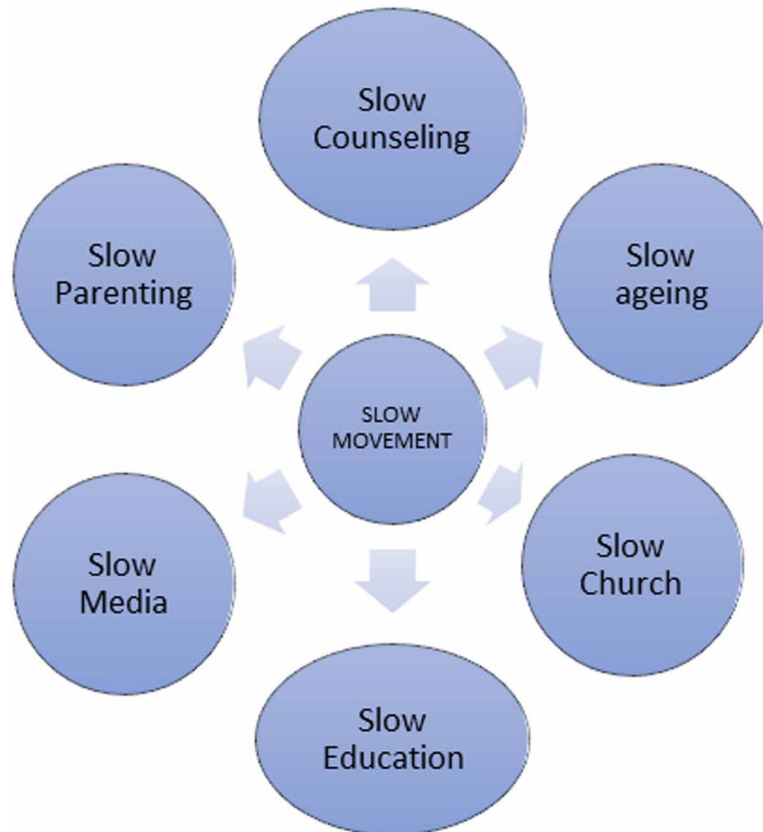 Slow
Counseling
Slow
Parenting
Slow
ageing
SLOW
MOVEMENT
Slow
Media
Slow
Church
Slow
Education